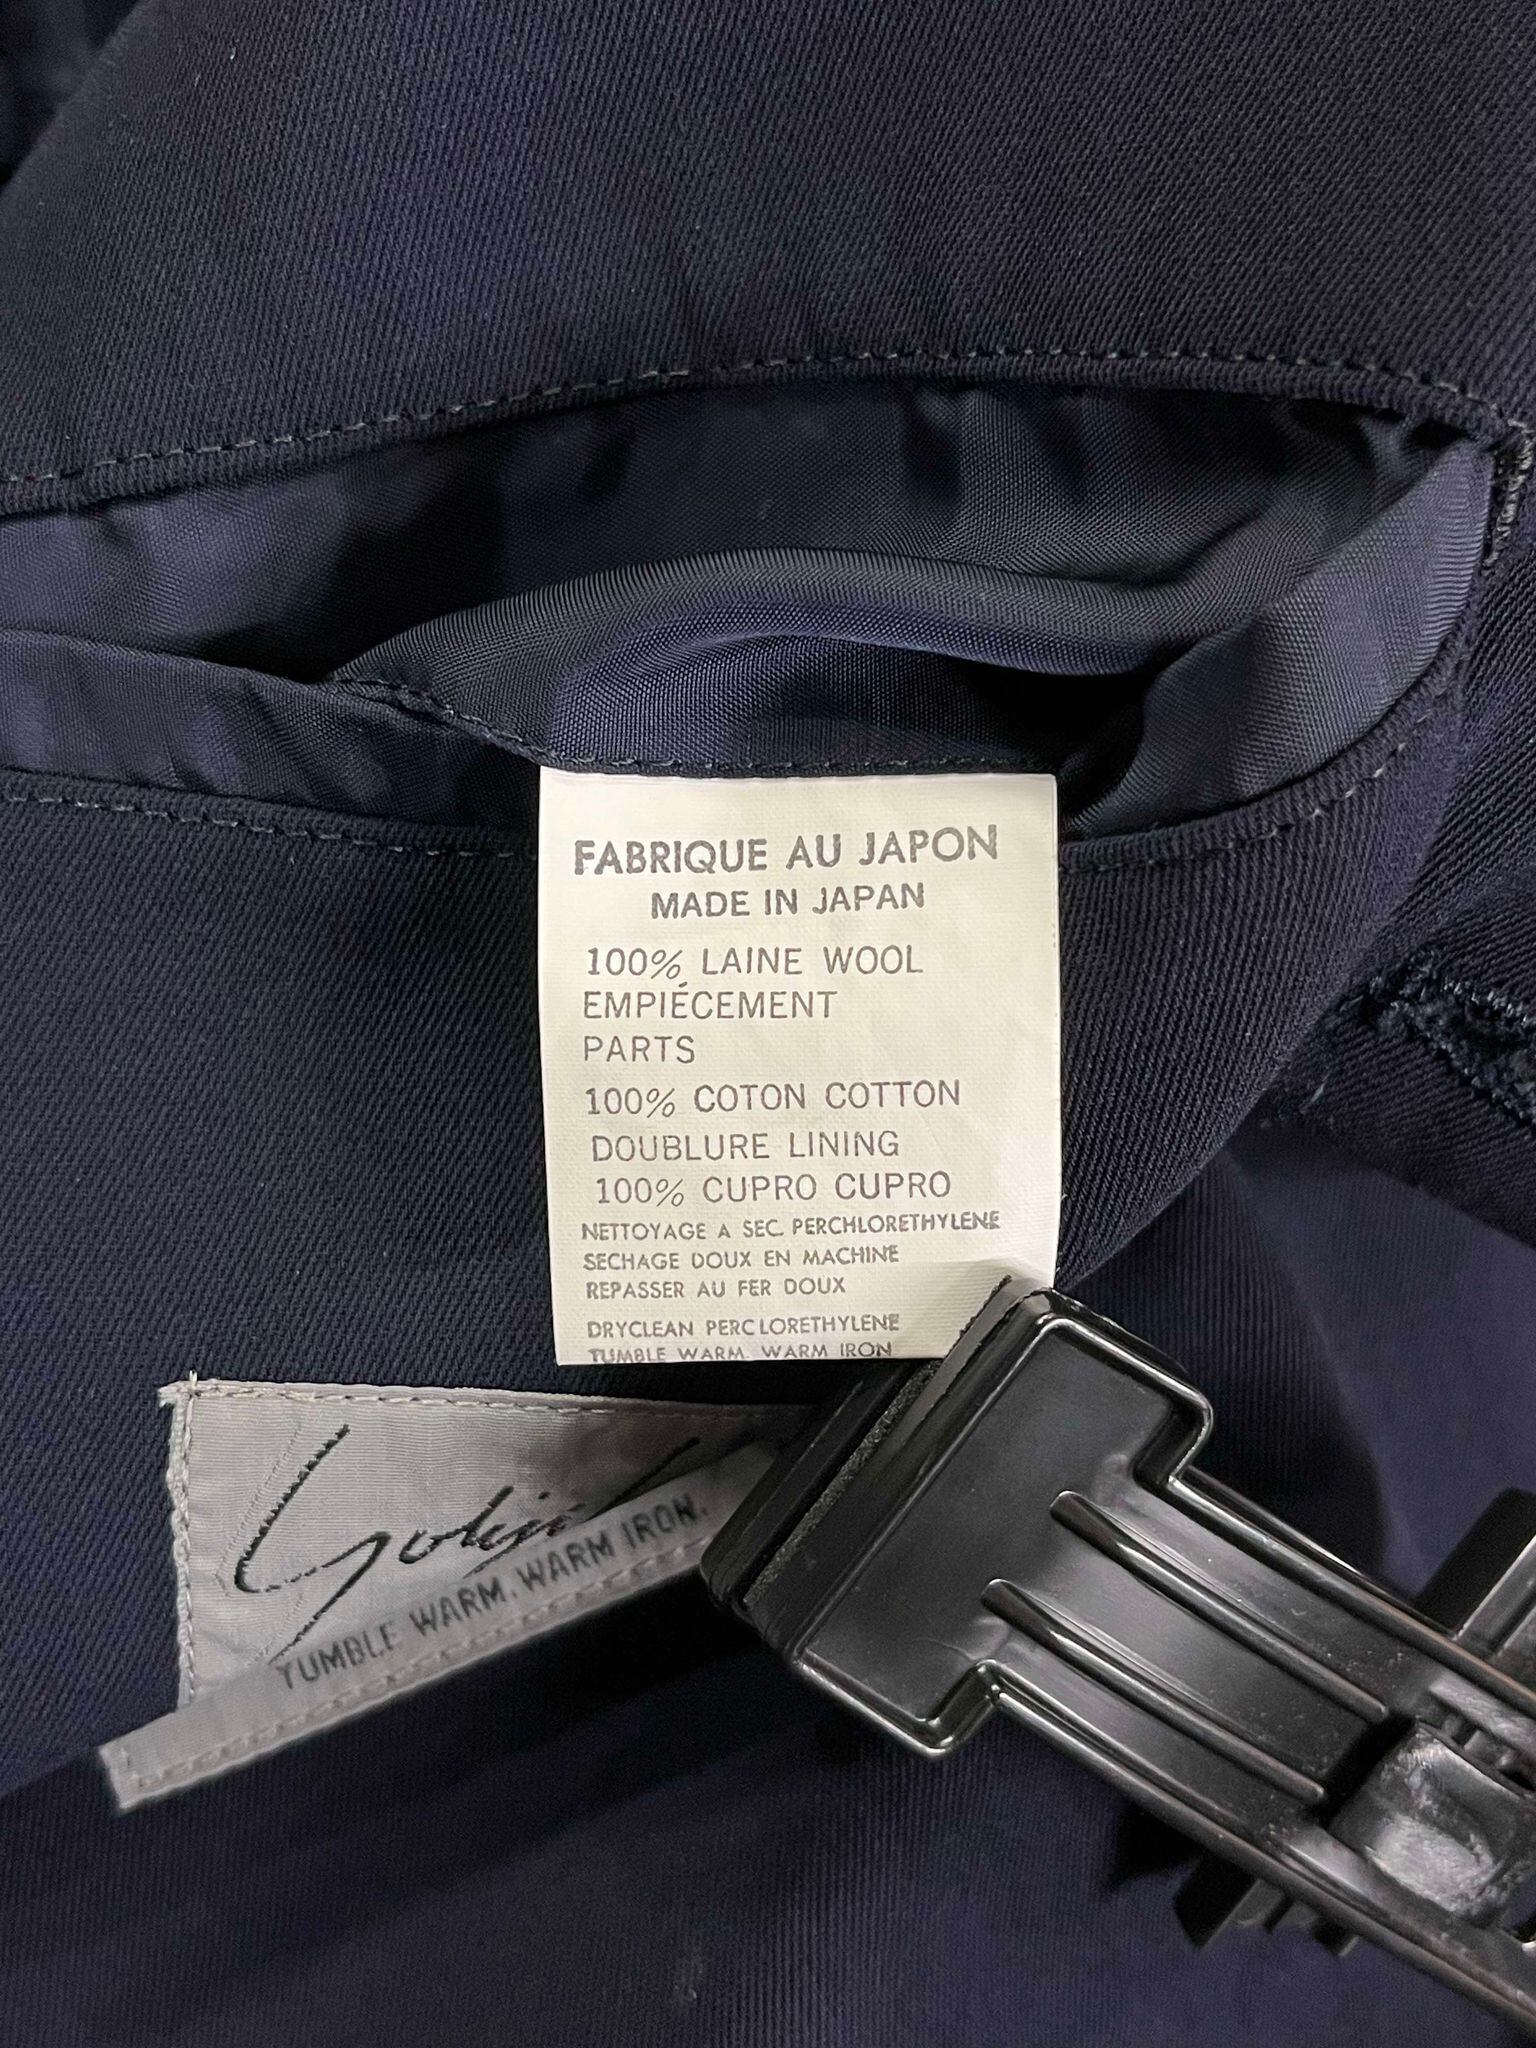 FABRIQUE AU JAPON
MADE IN JAPAN
100% LAINE WOOL
EMPIÉCEMENT
PARTS
100% COTON COTTON
DOUBLURE LINING
100% CUPRO CUPRO
NETTOYAGE A SEC PERCHLORETHYLENE
SECHAGE DOUX EN MACHINE
REPASSER AU FER DOUX
DRYCLEAN PERCLORETHYLENE
TUMBLE WARM. WARM IRON
Yohji
TUMBLE WARM. WARM IRON.